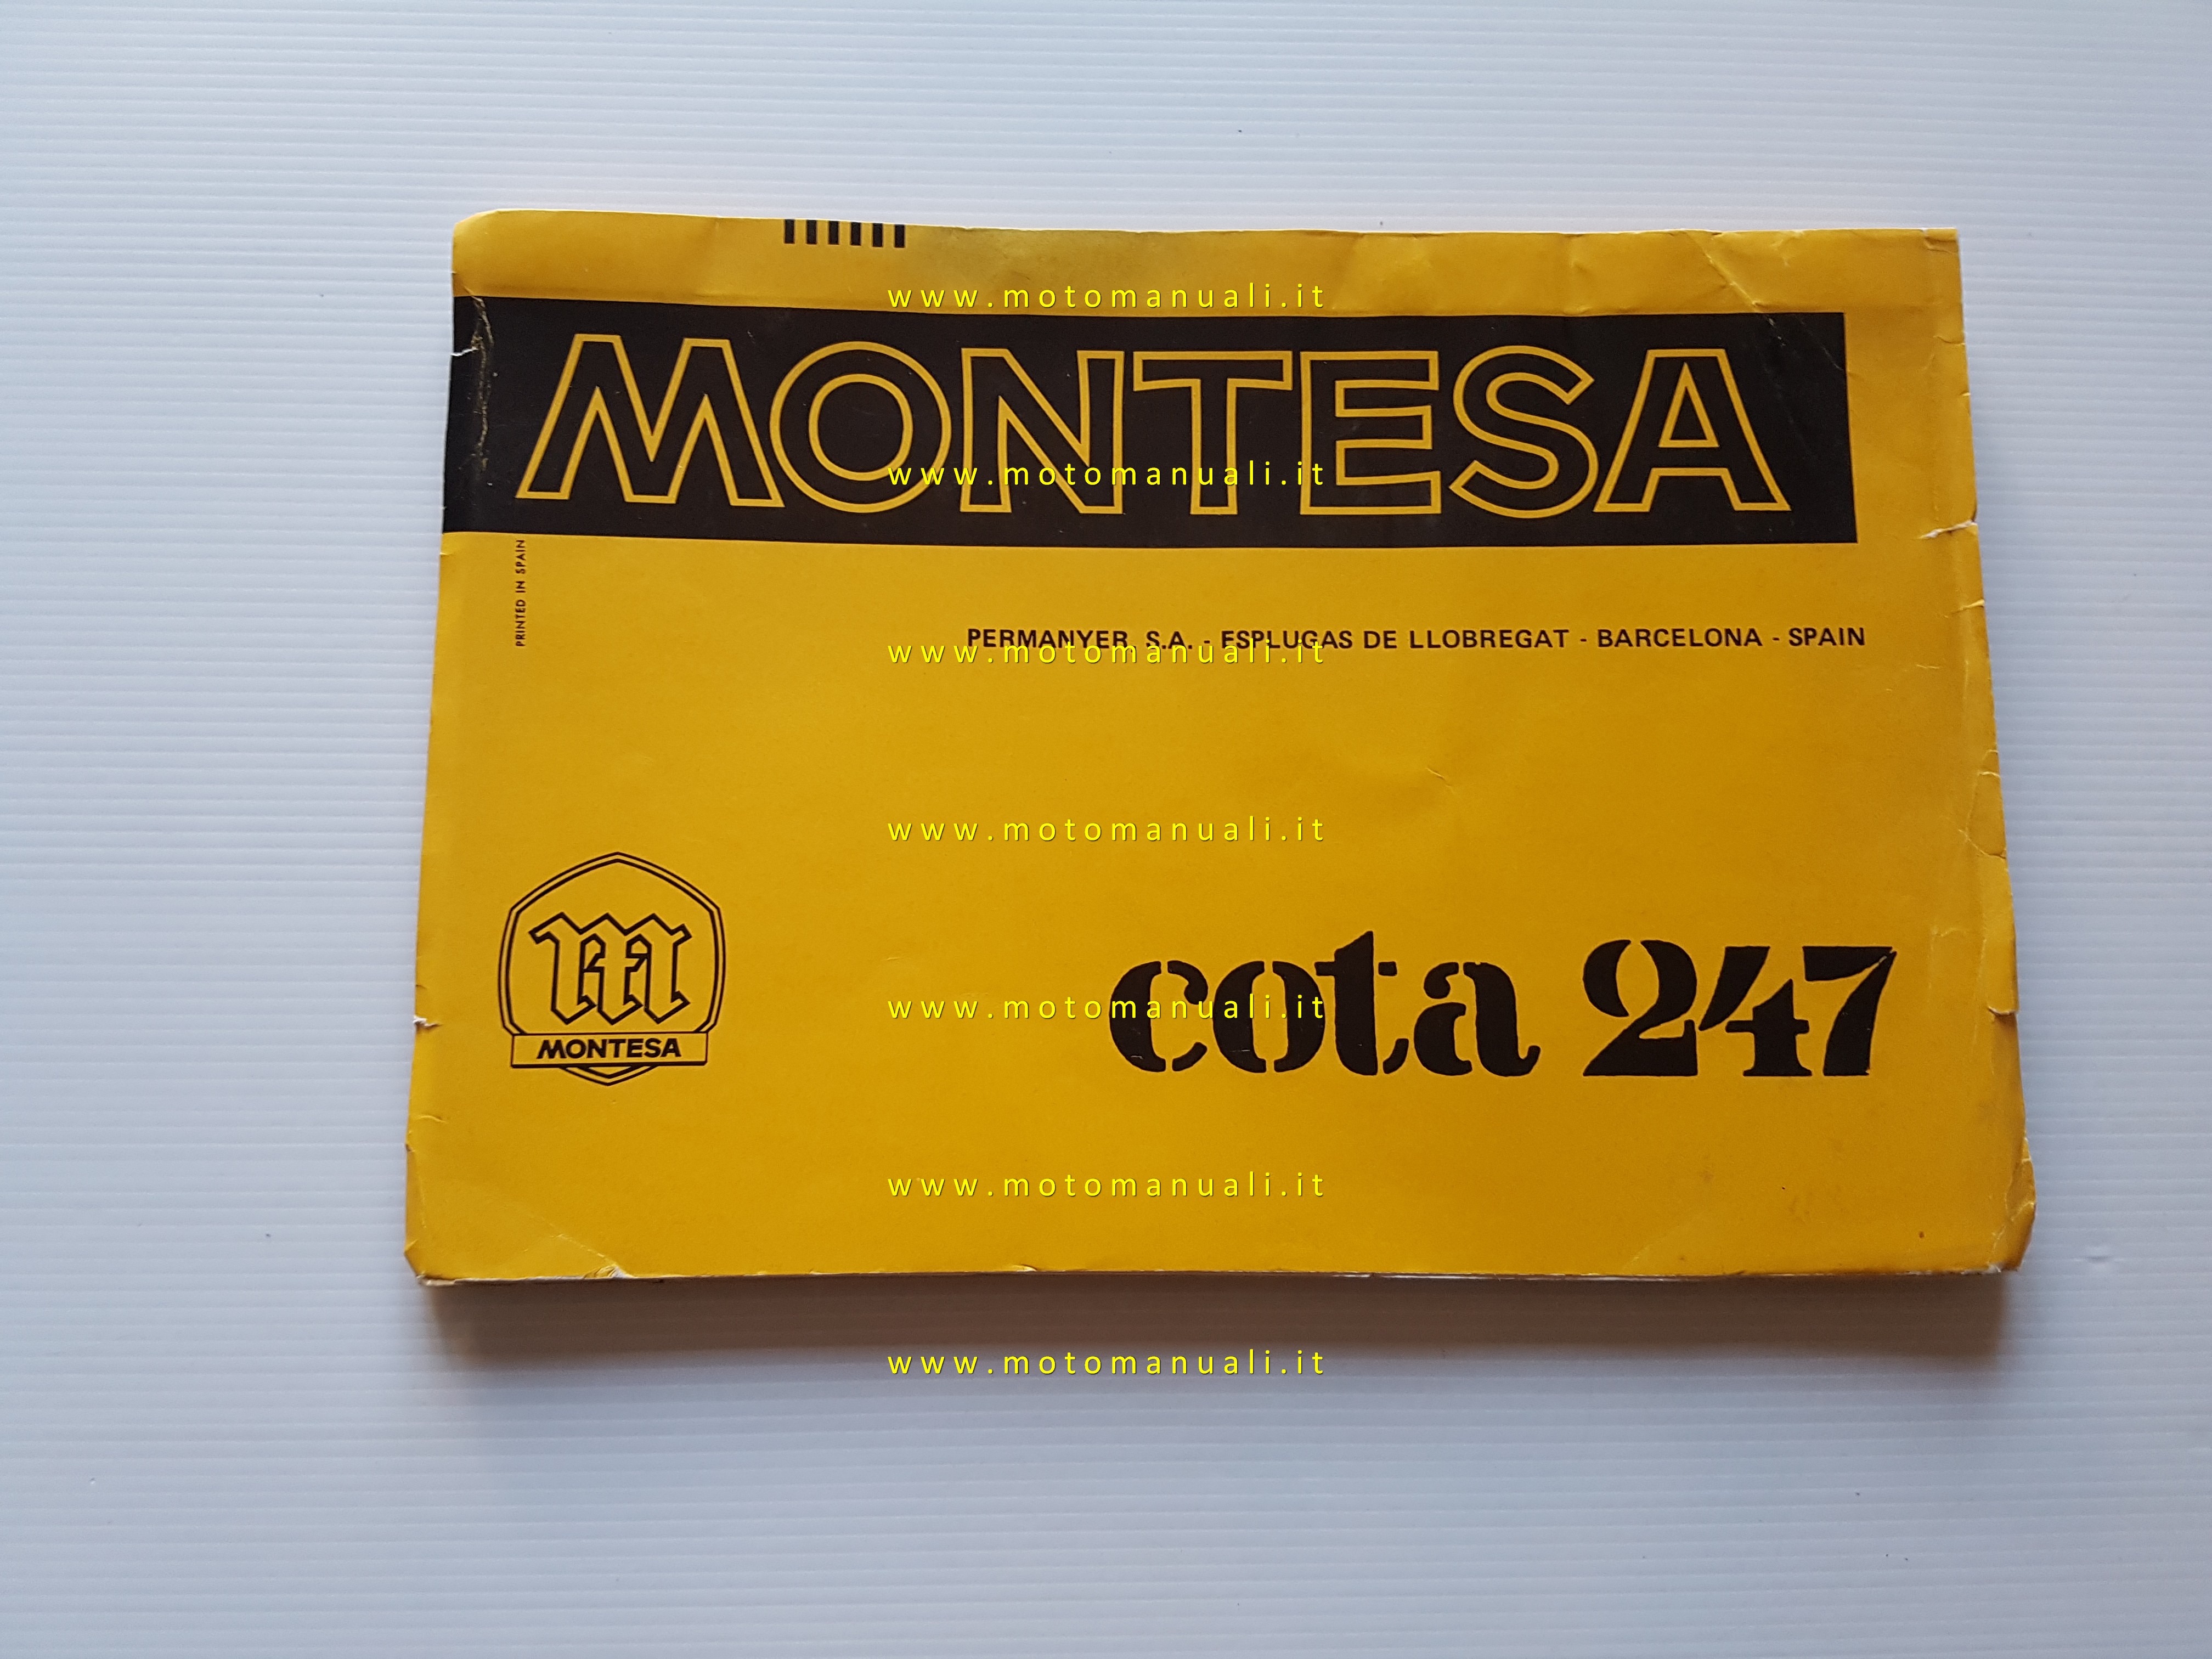 www.motomanuali.it
MONTESA
www.motomanuali.it
PRINTED IN SPAIN
PERMANYER, S.A. - ESPLUGAS DE LLOBREGAT - BARCELONA - SPAIN
www.motomanuali.it
www.motomanuali.it
cota 247
www.motomanuali.it
M
MONTESA
www.motomanuali.it
www.motomanuali.it